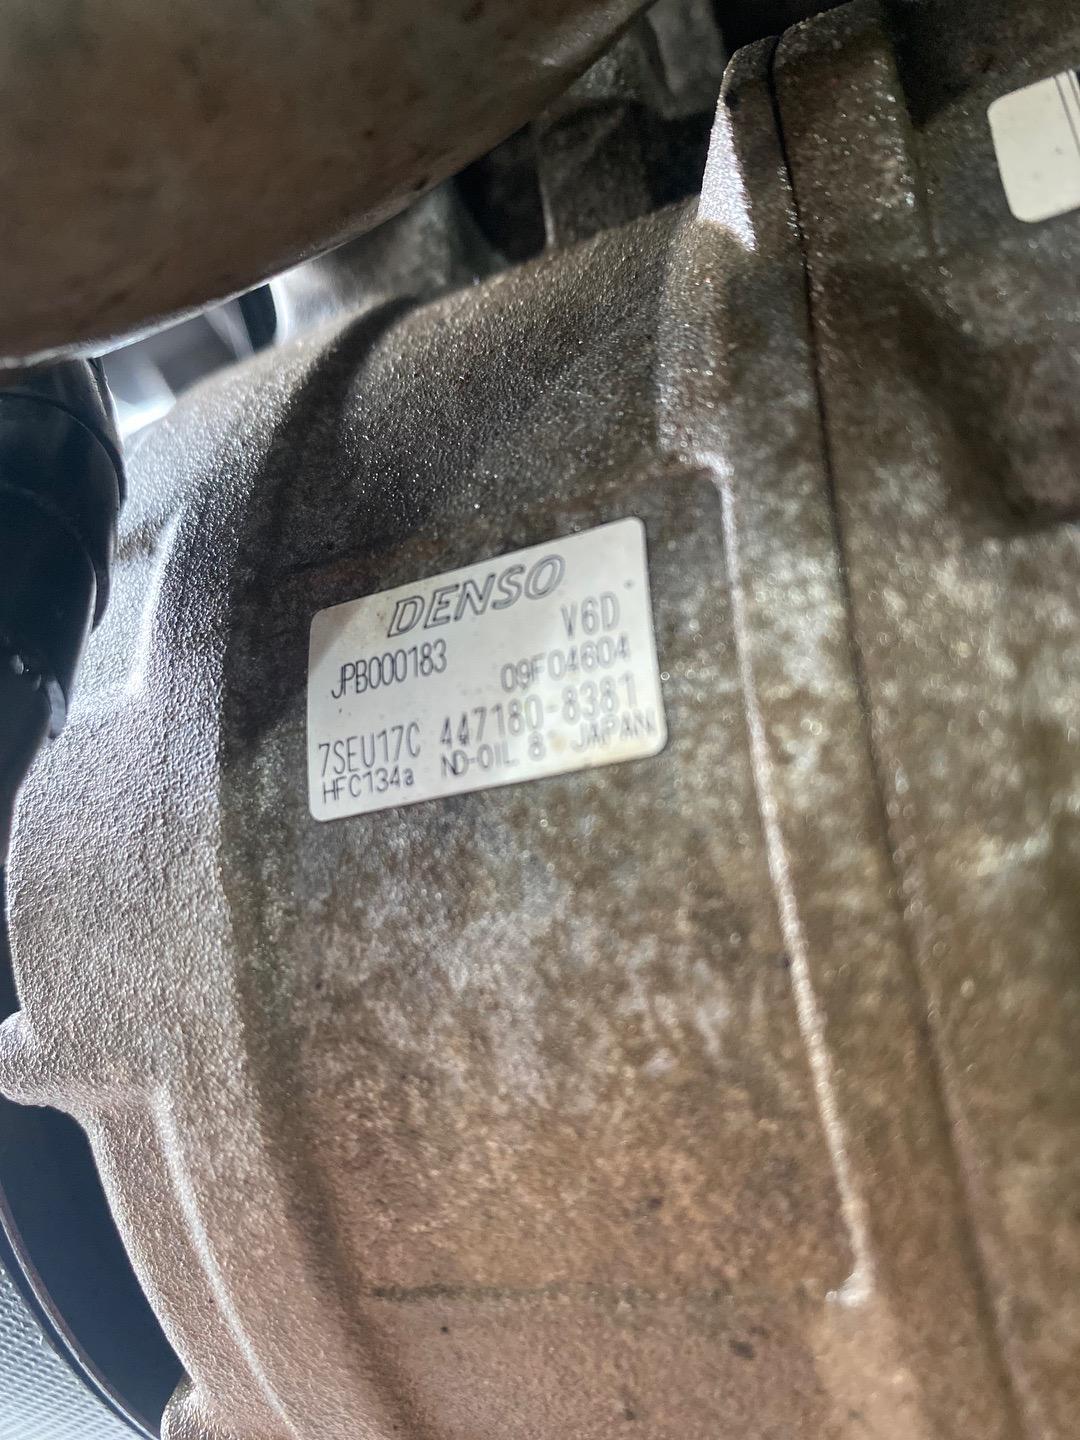 DENSO
V6D
JPB000183 09F04604
7SEU17C 447180-8381
HFC134a ND-OIL 8 JAPAN